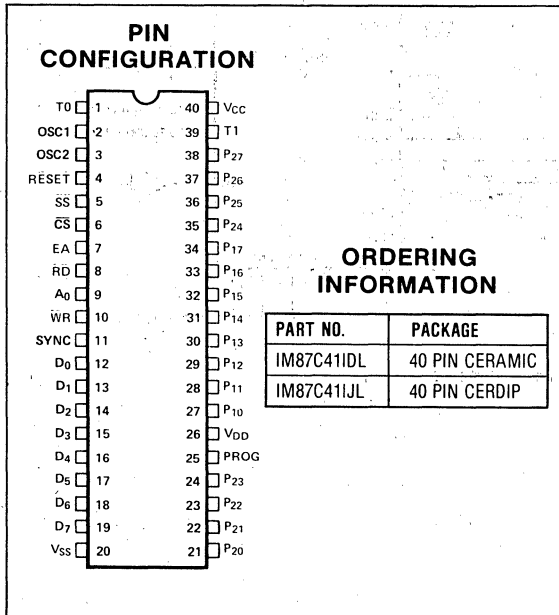 PIN
CONFIGURATION
T0 1 40 VCC
OSC1 2 39 T1
OSC2 3 38 P27
RESET 4 37 P26
SS 5 36 P25
CS 6 35 P24
EA 7 34 P17
RD 8 33 P16
A0 9 32 P15
WR 10 31 P14
SYNC 11 30 P13
D0 12 29 P12
D1 13 28 P11
D2 14 27 P10
D3 15 26 VDD
D4 16 25 PROG
D5 17 24 P23
D6 18 23 P22
D7 19 22 P21
VSS 20 21 P20
ORDERING
INFORMATION
PART NO. PACKAGE
IM87C41IDL 40 PIN CERAMIC
IM87C41IJL 40 PIN CERDIP